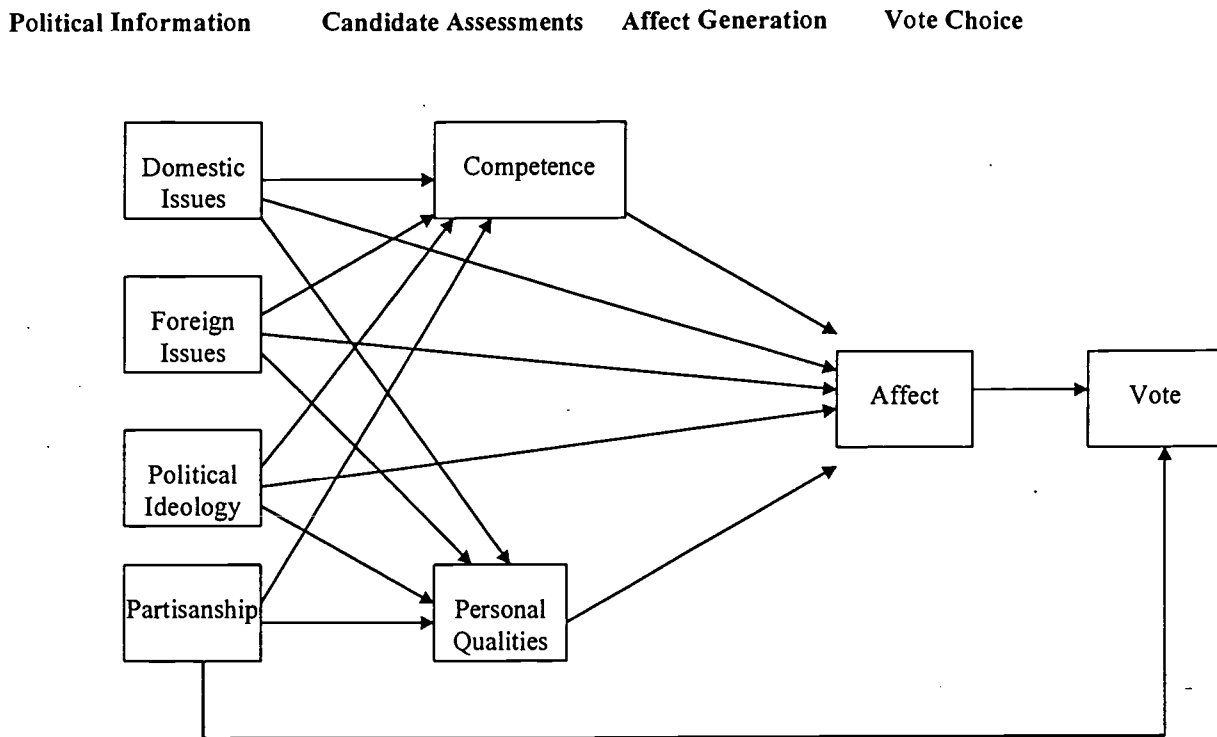 Political Information Candidate Assessments Affect Generation Vote Choice
Domestic
Issues
Competence
Foreign
Issues
Affect
Vote
Political
Ideology
Partisanship
Personal
Qualities